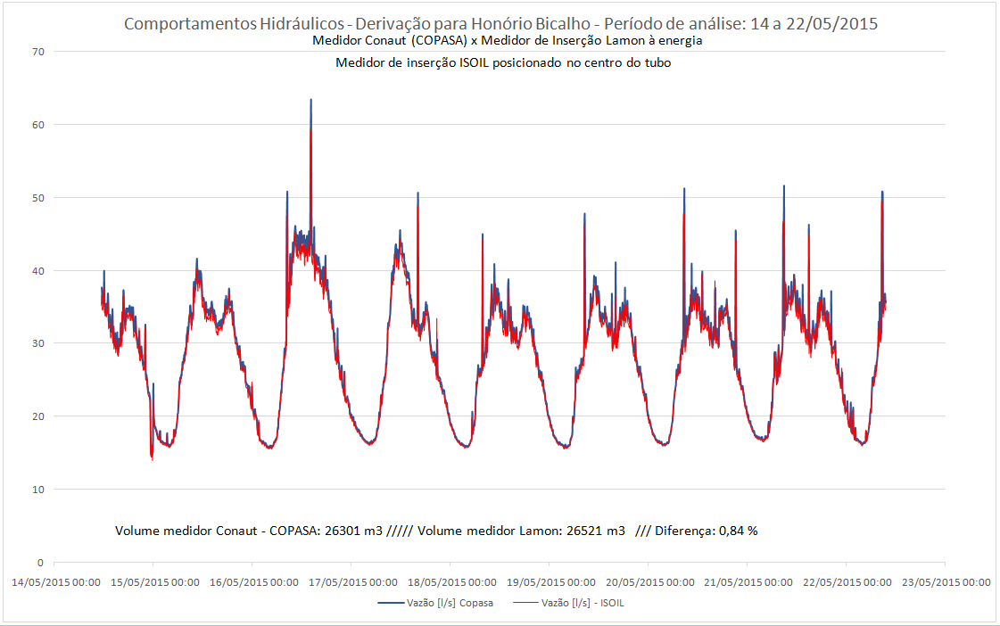 Comportamentos Hidráulicos - Derivação para Honório Bicalho - Período de análise: 14 a 22/05/2015
Medidor Conaut (COPASA) x Medidor de Inserção Lamon à energia
Medidor de inserção ISOIL posicionado no centro do tubo
70
60
50
40
30
20
10
0
Volume medidor Conaut - COPASA: 26301 m3 ///// Volume medidor Lamon: 26521 m3 /// Diferença: 0,84 %
14/05/2015 00:00 15/05/2015 00:00 16/05/2015 00:00 17/05/2015 00:00 18/05/2015 00:00 19/05/2015 00:00 20/05/2015 00:00 21/05/2015 00:00 22/05/2015 00:00 23/05/2015 00:00
Vazão [l/s] Copasa Vazão [l/s] - ISOIL